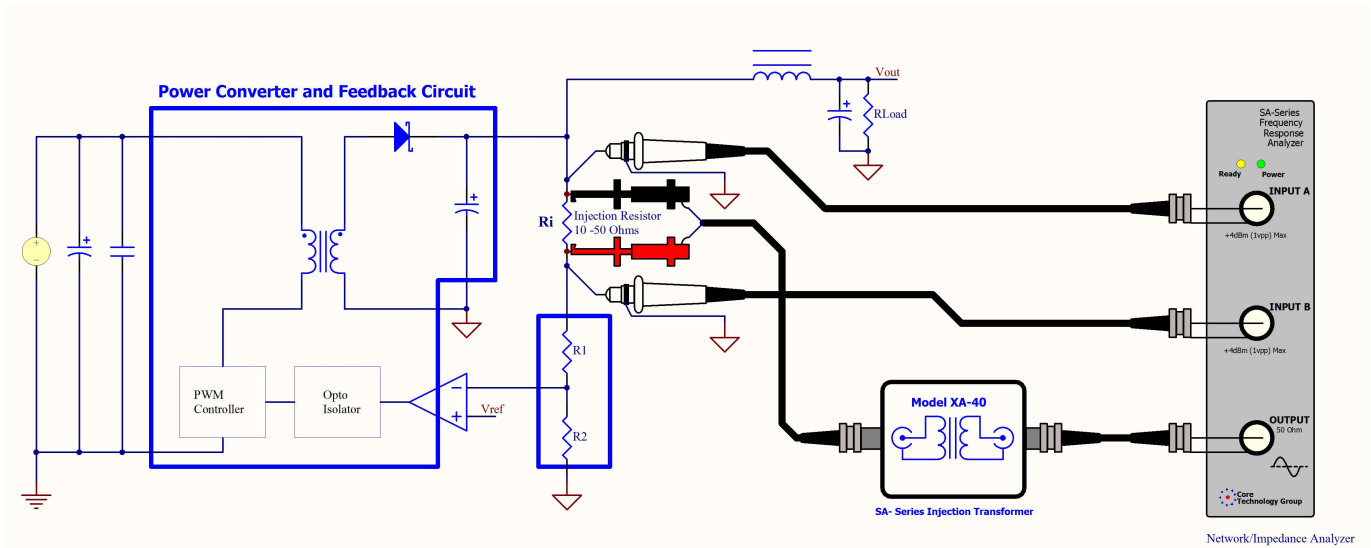 Power Converter and Feedback Circuit
Vout
RLoad
+
+
−
+
+
Ri
Injection Resistor
10 -50 Ohms
R1
R2
PWM
Controller
Opto
Isolator
−
+
Vref
Model XA-40
SA- Series Injection Transformer
SA-Series
Frequency
Response
Analyzer
Ready
Power
INPUT A
+4dBm (1vpp) Max
INPUT B
+4dBm (1vpp) Max
OUTPUT
50 Ohm
Core
Technology Group
Network/Impedance Analyzer